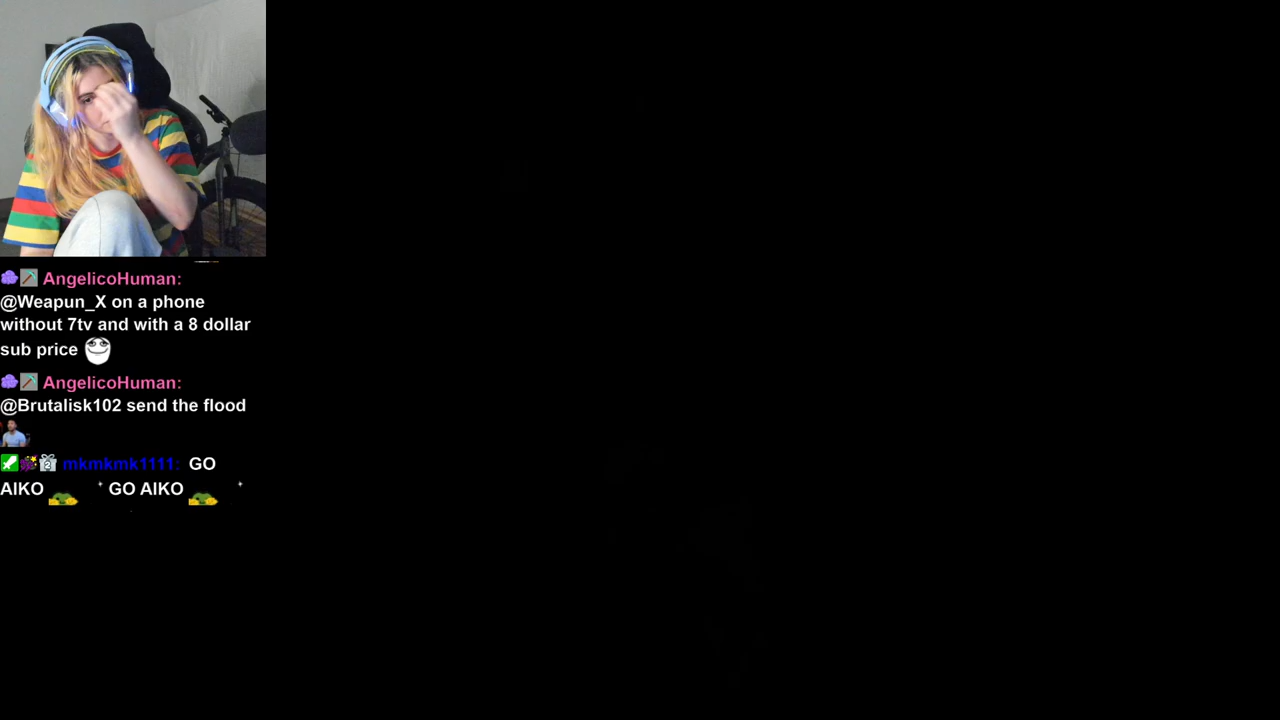 AngelicoHuman:
@Weapun_X on a phone
without 7tv and with a 8 dollar
sub price
AngelicoHuman:
@Brutalisk102 send the flood
mkmkmk1111: GO
AIKO GO AIKO